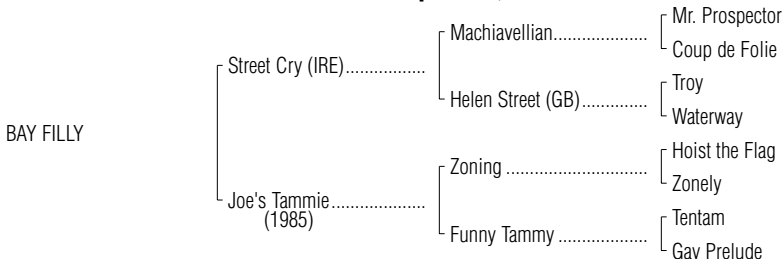 Mr. Prospector
Machiavellian....................
Coup de Folie
Street Cry (IRE).................
Troy
Helen Street (GB)..............
Waterway
BAY FILLY
Hoist the Flag
Zoning ..............................
Zonely
Joe's Tammie....................
(1985)
Tentam
Funny Tammy ...................
Gay Prelude